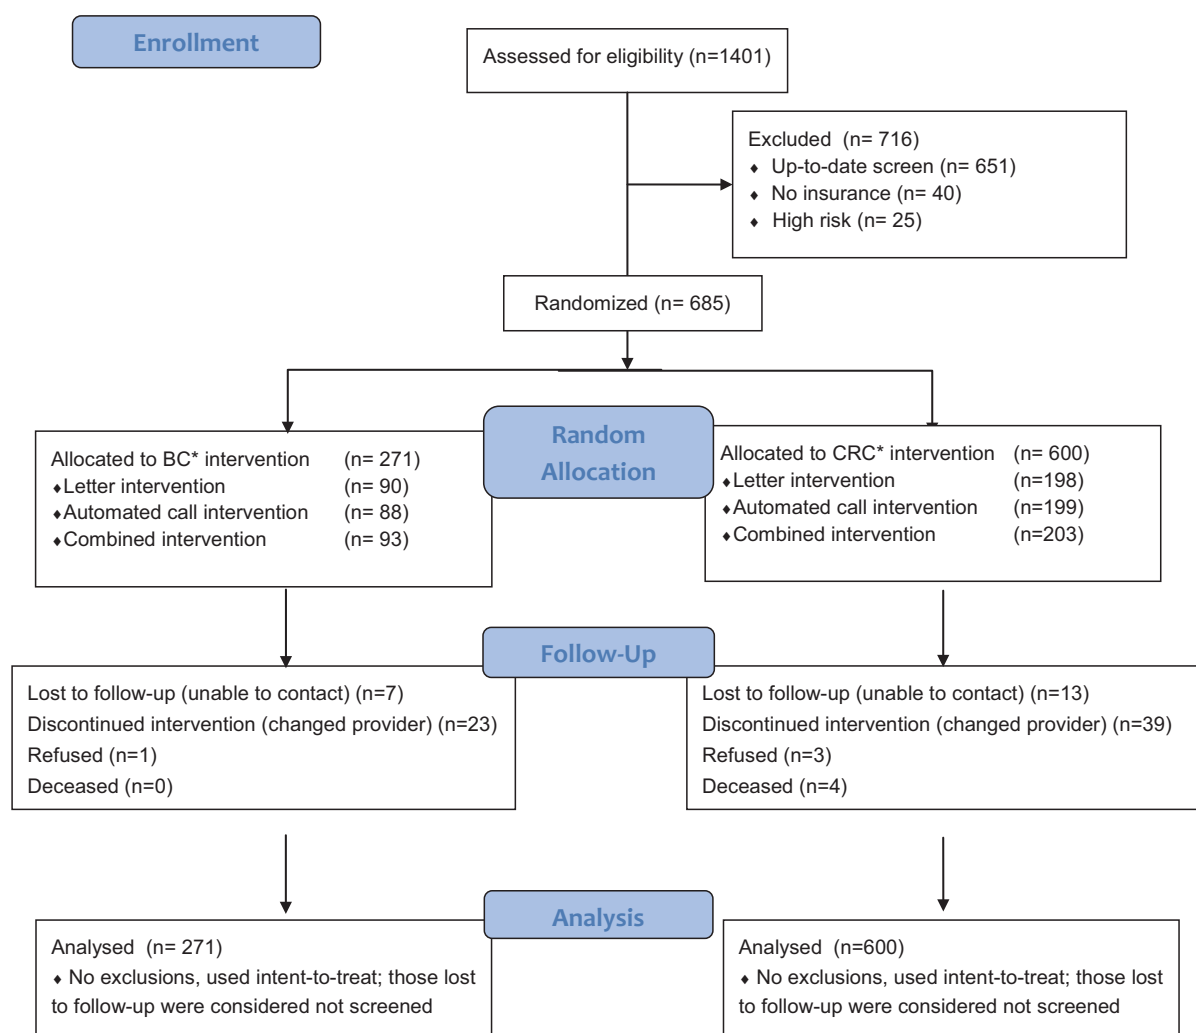 Enrollment
Assessed for eligibility (n=1401)
Excluded (n= 716)
♦ Up-to-date screen (n= 651)
♦ No insurance (n= 40)
♦ High risk (n= 25)
Randomized (n= 685)
Random
Allocation
Allocated to BC* intervention (n= 271)
♦Letter intervention (n= 90)
♦Automated call intervention (n= 88)
♦Combined intervention (n= 93)
Allocated to CRC* intervention (n= 600)
♦Letter intervention (n=198)
♦Automated call intervention (n=199)
♦Combined intervention (n=203)
Follow-Up
Lost to follow-up (unable to contact) (n=7)
Discontinued intervention (changed provider) (n=23)
Refused (n=1)
Deceased (n=0)
Lost to follow-up (unable to contact) (n=13)
Discontinued intervention (changed provider) (n=39)
Refused (n=3)
Deceased (n=4)
Analysis
Analysed (n= 271)
♦ No exclusions, used intent-to-treat; those lost
to follow-up were considered not screened
Analysed (n=600)
♦ No exclusions, used intent-to-treat; those lost
to follow-up were considered not screened